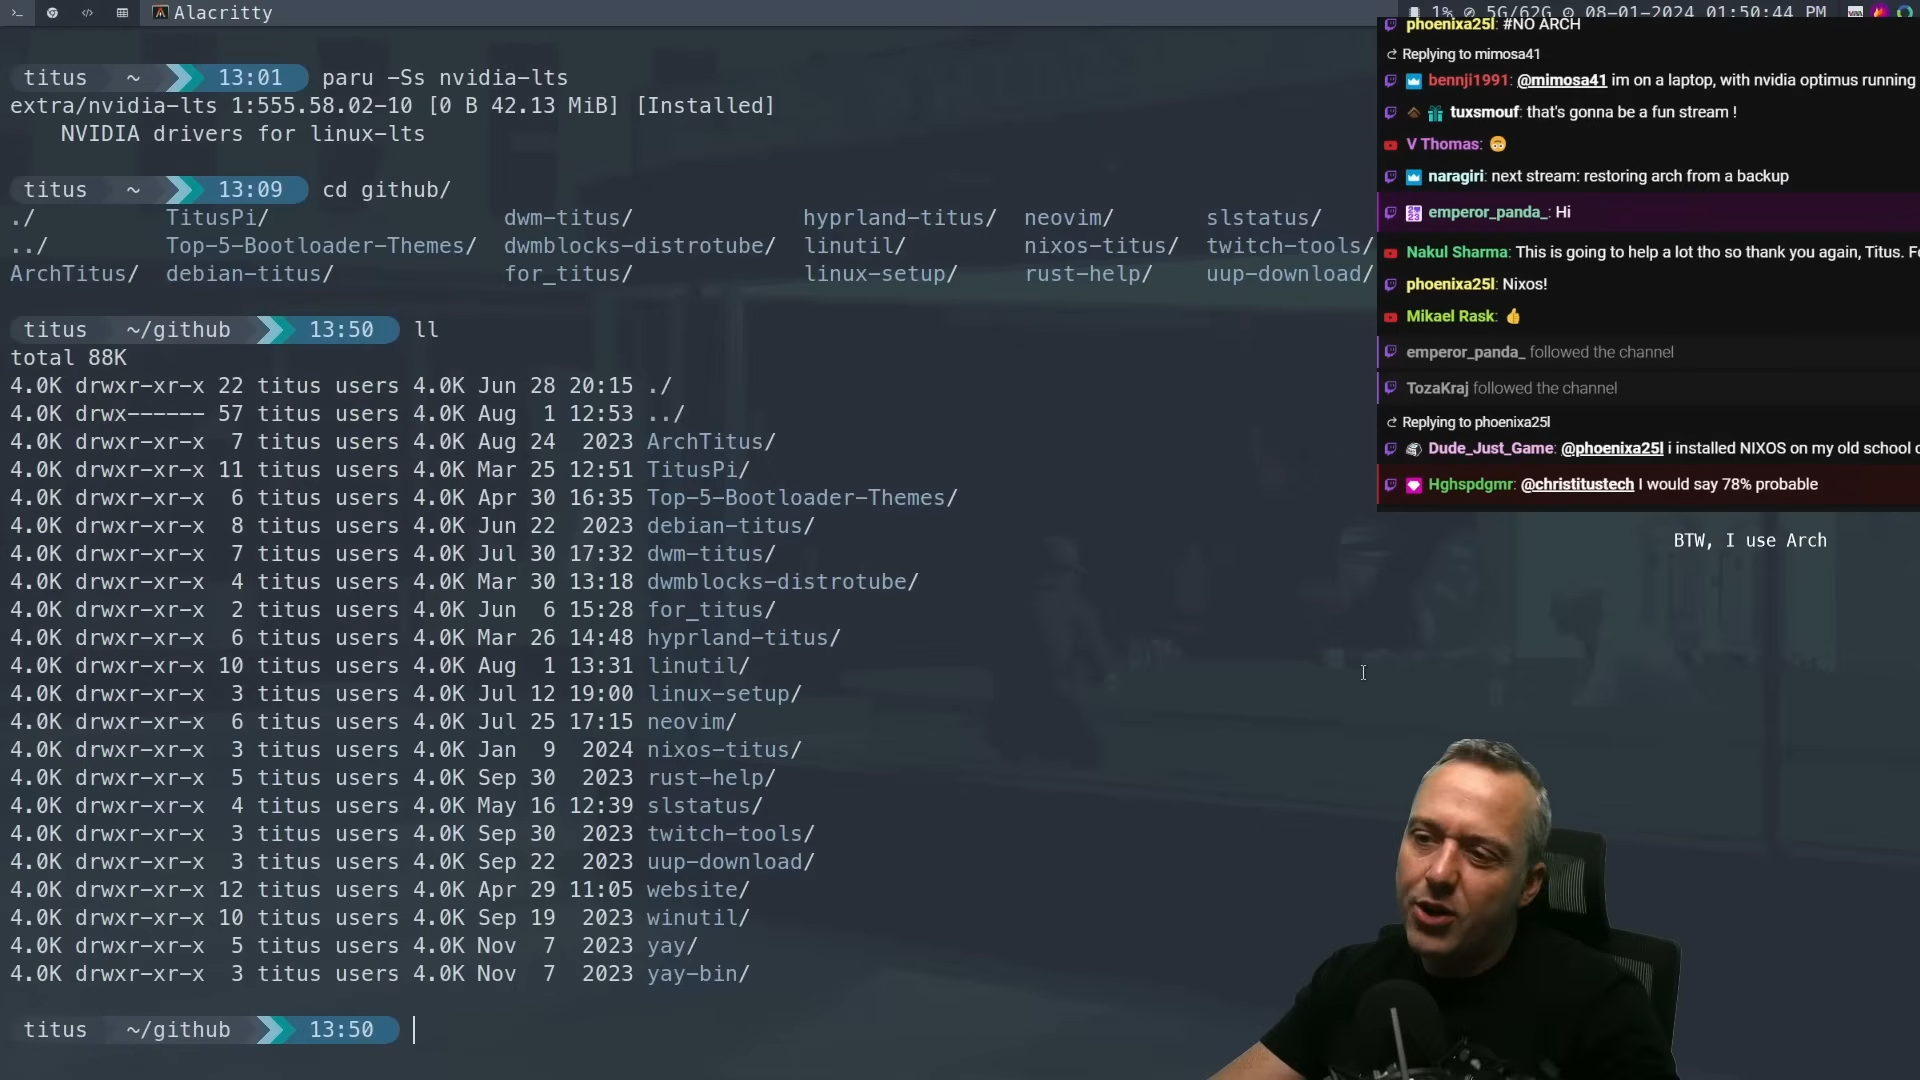 Alacritty
1% 5G/62G 08-01-2024 01:50:44 PM
titus ~ 13:01 paru -Ss nvidia-lts
extra/nvidia-lts 1:555.58.02-10 [0 B 42.13 MiB] [Installed]
NVIDIA drivers for linux-lts
titus ~ 13:09 cd github/
./ TitusPi/ dwm-titus/ hyprland-titus/ neovim/ slstatus/
../ Top-5-Bootloader-Themes/ dwmblocks-distrotube/ linutil/ nixos-titus/ twitch-tools/
ArchTitus/ debian-titus/ for_titus/ linux-setup/ rust-help/ uup-download/
titus ~/github 13:50 ll
total 88K
4.0K drwxr-xr-x 22 titus users 4.0K Jun 28 20:15 ./
4.0K drwx------ 57 titus users 4.0K Aug 1 12:53 ../
4.0K drwxr-xr-x 7 titus users 4.0K Aug 24 2023 ArchTitus/
4.0K drwxr-xr-x 11 titus users 4.0K Mar 25 12:51 TitusPi/
4.0K drwxr-xr-x 6 titus users 4.0K Apr 30 16:35 Top-5-Bootloader-Themes/
4.0K drwxr-xr-x 8 titus users 4.0K Jun 22 2023 debian-titus/
4.0K drwxr-xr-x 7 titus users 4.0K Jul 30 17:32 dwm-titus/
4.0K drwxr-xr-x 4 titus users 4.0K Mar 30 13:18 dwmblocks-distrotube/
4.0K drwxr-xr-x 2 titus users 4.0K Jun 6 15:28 for_titus/
4.0K drwxr-xr-x 6 titus users 4.0K Mar 26 14:48 hyprland-titus/
4.0K drwxr-xr-x 10 titus users 4.0K Aug 1 13:31 linutil/
4.0K drwxr-xr-x 3 titus users 4.0K Jul 12 19:00 linux-setup/
4.0K drwxr-xr-x 6 titus users 4.0K Jul 25 17:15 neovim/
4.0K drwxr-xr-x 3 titus users 4.0K Jan 9 2024 nixos-titus/
4.0K drwxr-xr-x 5 titus users 4.0K Sep 30 2023 rust-help/
4.0K drwxr-xr-x 4 titus users 4.0K May 16 12:39 slstatus/
4.0K drwxr-xr-x 3 titus users 4.0K Sep 30 2023 twitch-tools/
4.0K drwxr-xr-x 3 titus users 4.0K Sep 22 2023 uup-download/
4.0K drwxr-xr-x 12 titus users 4.0K Apr 29 11:05 website/
4.0K drwxr-xr-x 10 titus users 4.0K Sep 19 2023 winutil/
4.0K drwxr-xr-x 5 titus users 4.0K Nov 7 2023 yay/
4.0K drwxr-xr-x 3 titus users 4.0K Nov 7 2023 yay-bin/
titus ~/github 13:50
phoenixa25l: #NO ARCH
Replying to mimosa41
bennji1991: @mimosa41 im on a laptop, with nvidia optimus running
tuxsmouf: that's gonna be a fun stream !
V Thomas: 😳
naragiri: next stream: restoring arch from a backup
emperor_panda_: Hi
Nakul Sharma: This is going to help a lot tho so thank you again, Titus. Fo
phoenixa25l: Nixos!
Mikael Rask: 👍
emperor_panda_ followed the channel
TozaKraj followed the channel
Replying to phoenixa25l
Dude_Just_Game: @phoenixa25l i installed NIXOS on my old school
Hghspdgmr: @christitustech I would say 78% probable
BTW, I use Arch